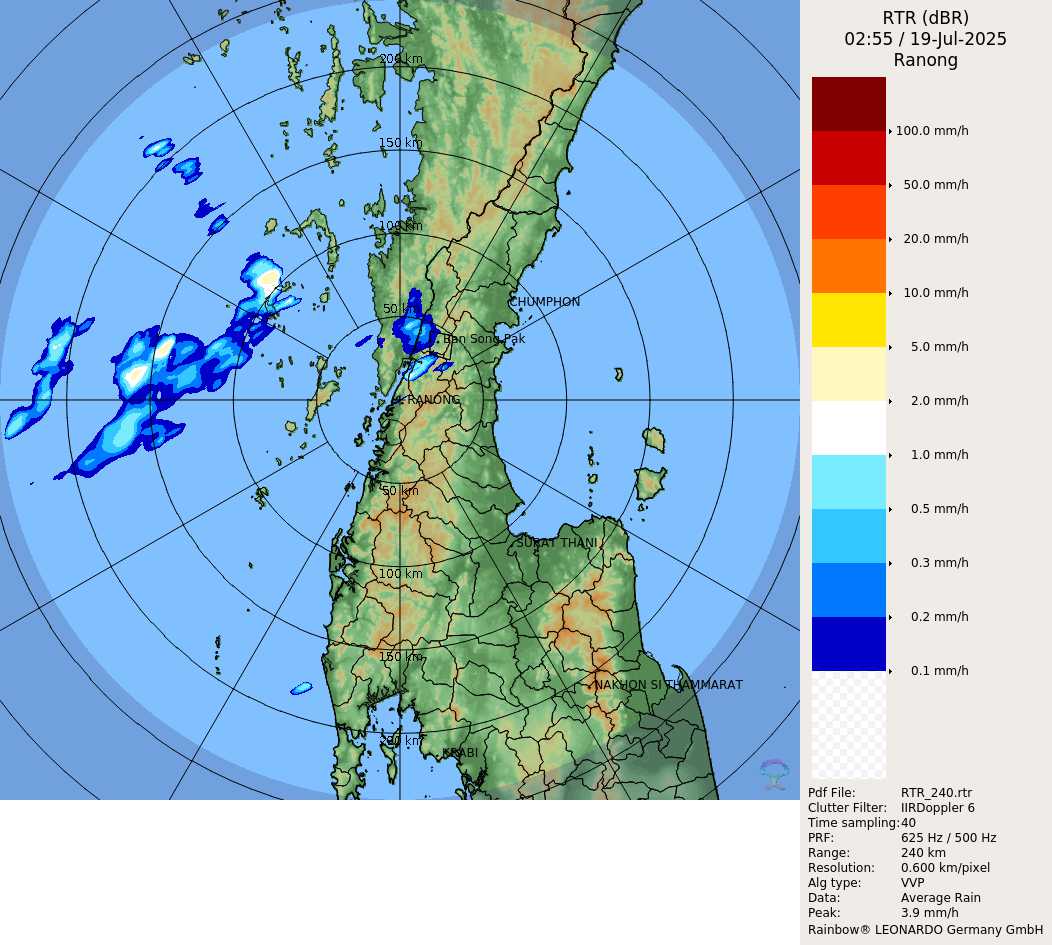 RTR (dBR)
02:55 / 19-Jul-2025
Ranong
200 km
150 km
100 km
50 km
CHUMPHON
Ban Song Pak
RANONG
50 km
SURAT THANI
100 km
150 km
NAKHON SI THAMMARAT
200 km
KRABI
100.0 mm/h
50.0 mm/h
20.0 mm/h
10.0 mm/h
5.0 mm/h
2.0 mm/h
1.0 mm/h
0.5 mm/h
0.3 mm/h
0.2 mm/h
0.1 mm/h
Pdf File: RTR_240.rtr
Clutter Filter: IIRDoppler 6
Time sampling:40
PRF: 625 Hz / 500 Hz
Range: 240 km
Resolution: 0.600 km/pixel
Alg type: VVP
Data: Average Rain
Peak: 3.9 mm/h
Rainbow® LEONARDO Germany GmbH